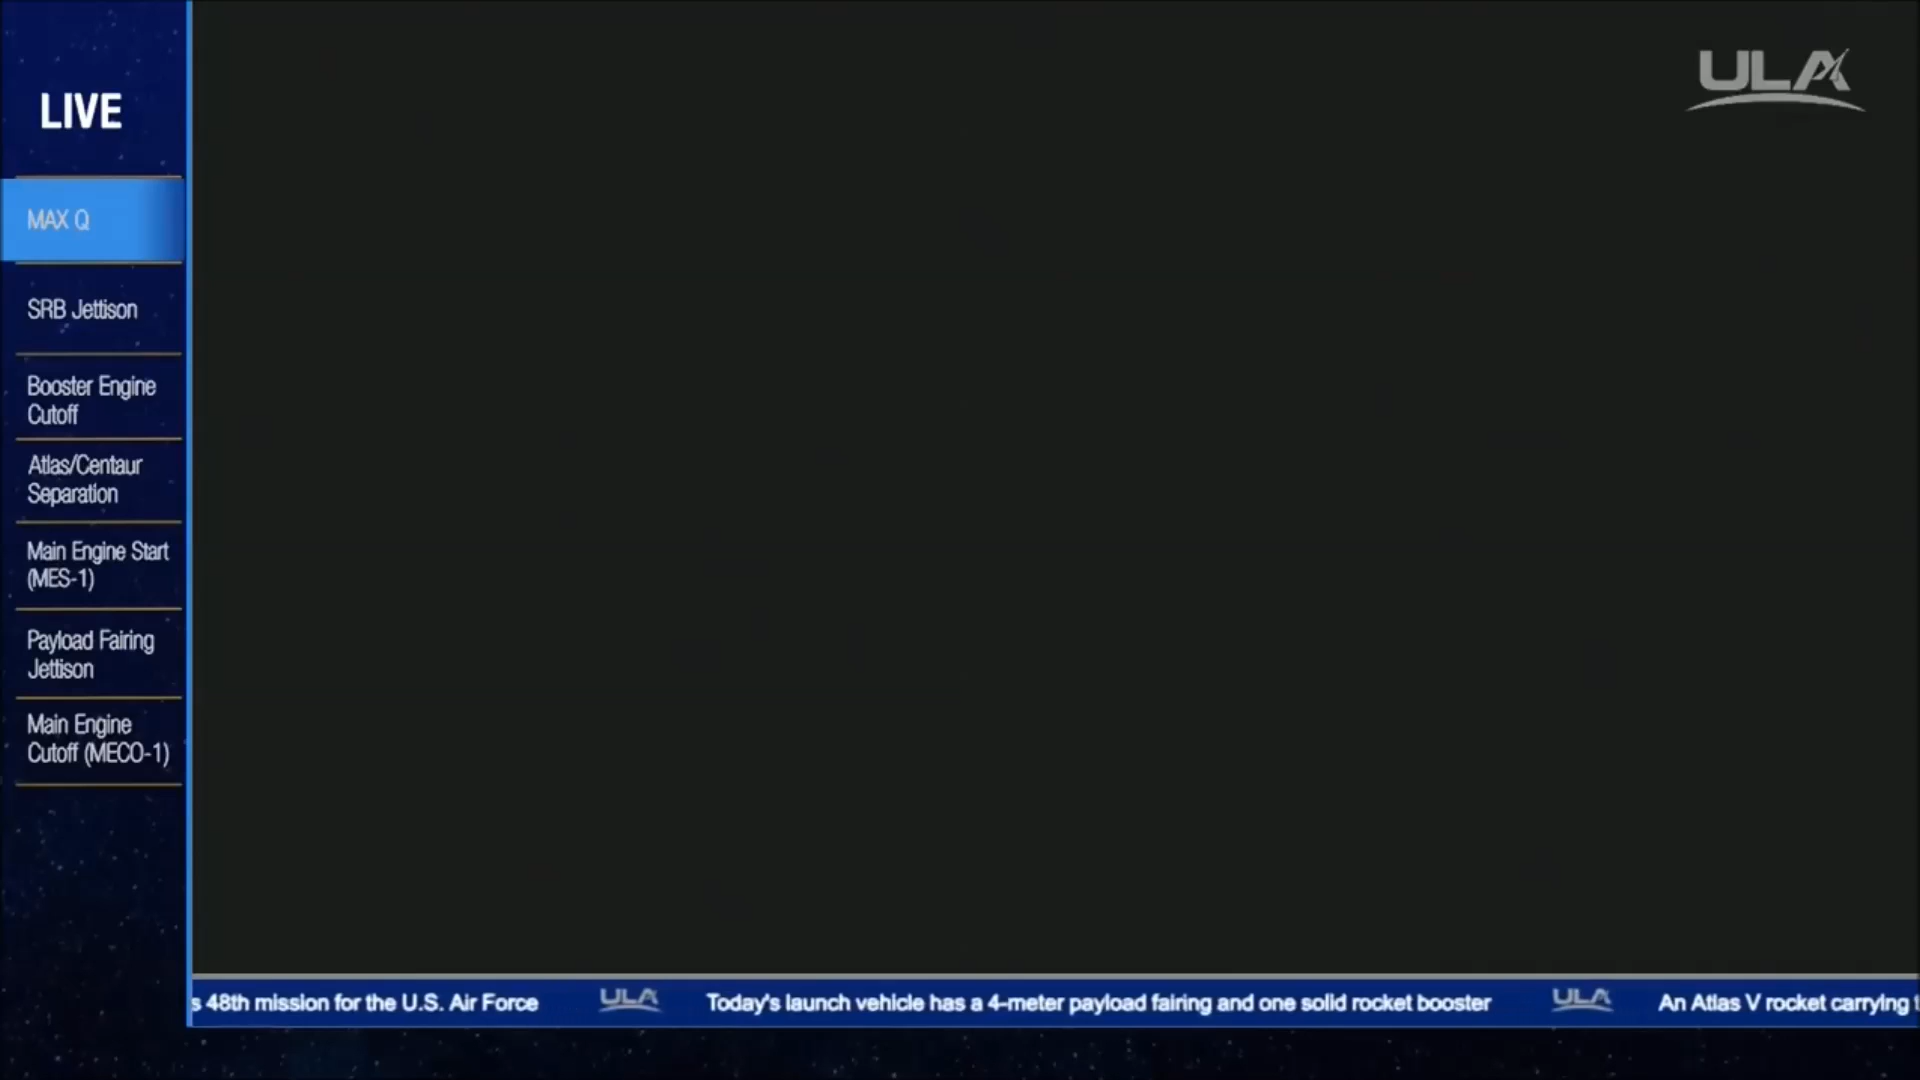 ULA
LIVE
MAX Q
SRB Jettison
Booster Engine
Cutoff
Atlas/Centaur
Separation
Main Engine Start
(MES-1)
Payload Fairing
Jettison
Main Engine
Cutoff (MECO-1)
s 48th mission for the U.S. Air Force ULA Today's launch vehicle has a 4-meter payload fairing and one solid rocket booster ULA An Atlas V rocket carrying t